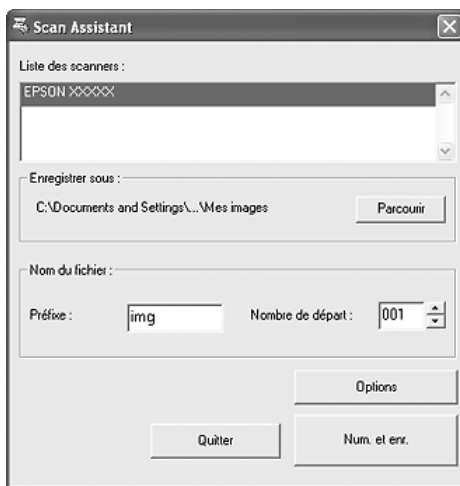 Scan Assistant
Liste des scanners :
EPSON XXXXX
Enregistrer sous :
C:\Documents and Settings\...\Mes images
Parcourir
Nom du fichier :
Préfixe : img Nombre de départ : 001
Options
Quitter Num. et enr.